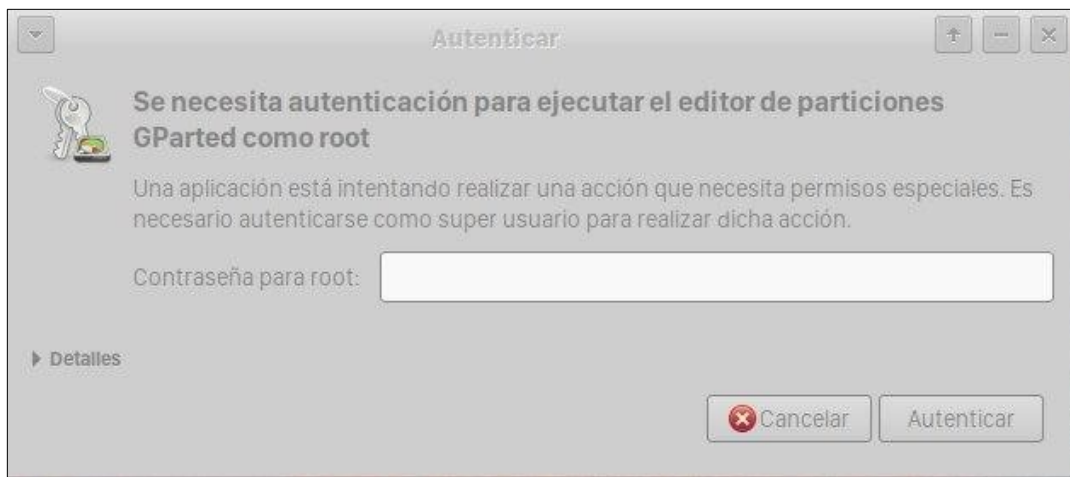 Autenticar
Se necesita autenticación para ejecutar el editor de particiones
GParted como root
Una aplicación está intentando realizar una acción que necesita permisos especiales. Es
necesario autenticarse como super usuario para realizar dicha acción.
Contraseña para root:
Detalles
Cancelar
Autenticar